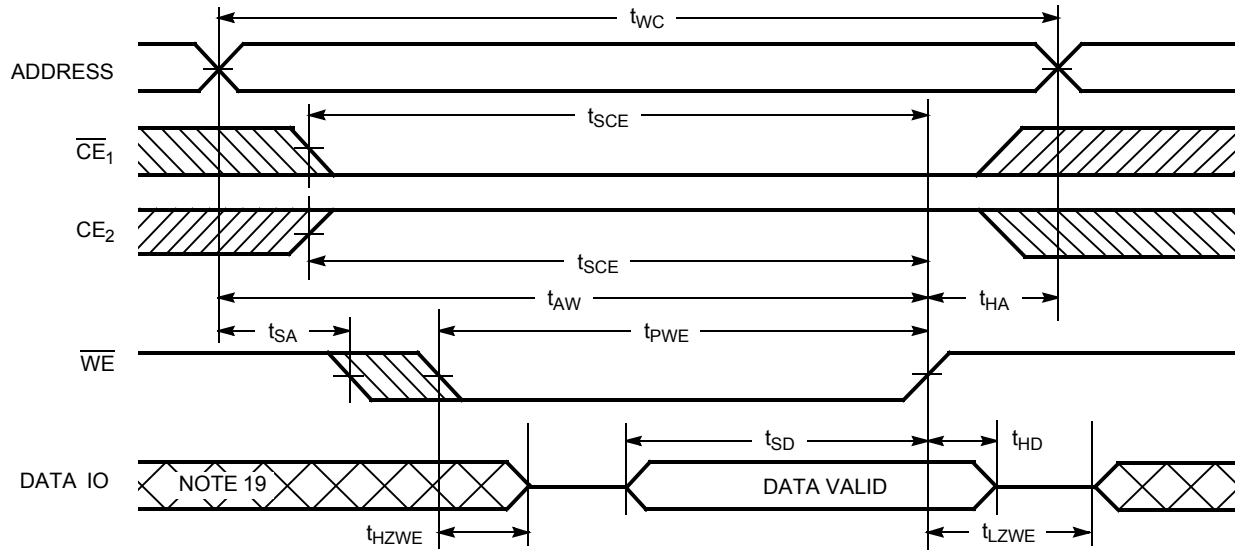 tWC
ADDRESS
tSCE
CE1
CE2
tSCE
tAW
tHA
tSA
tPWE
WE
tSD
tHD
DATA IO
NOTE 19
DATA VALID
tHZWE
tLZWE